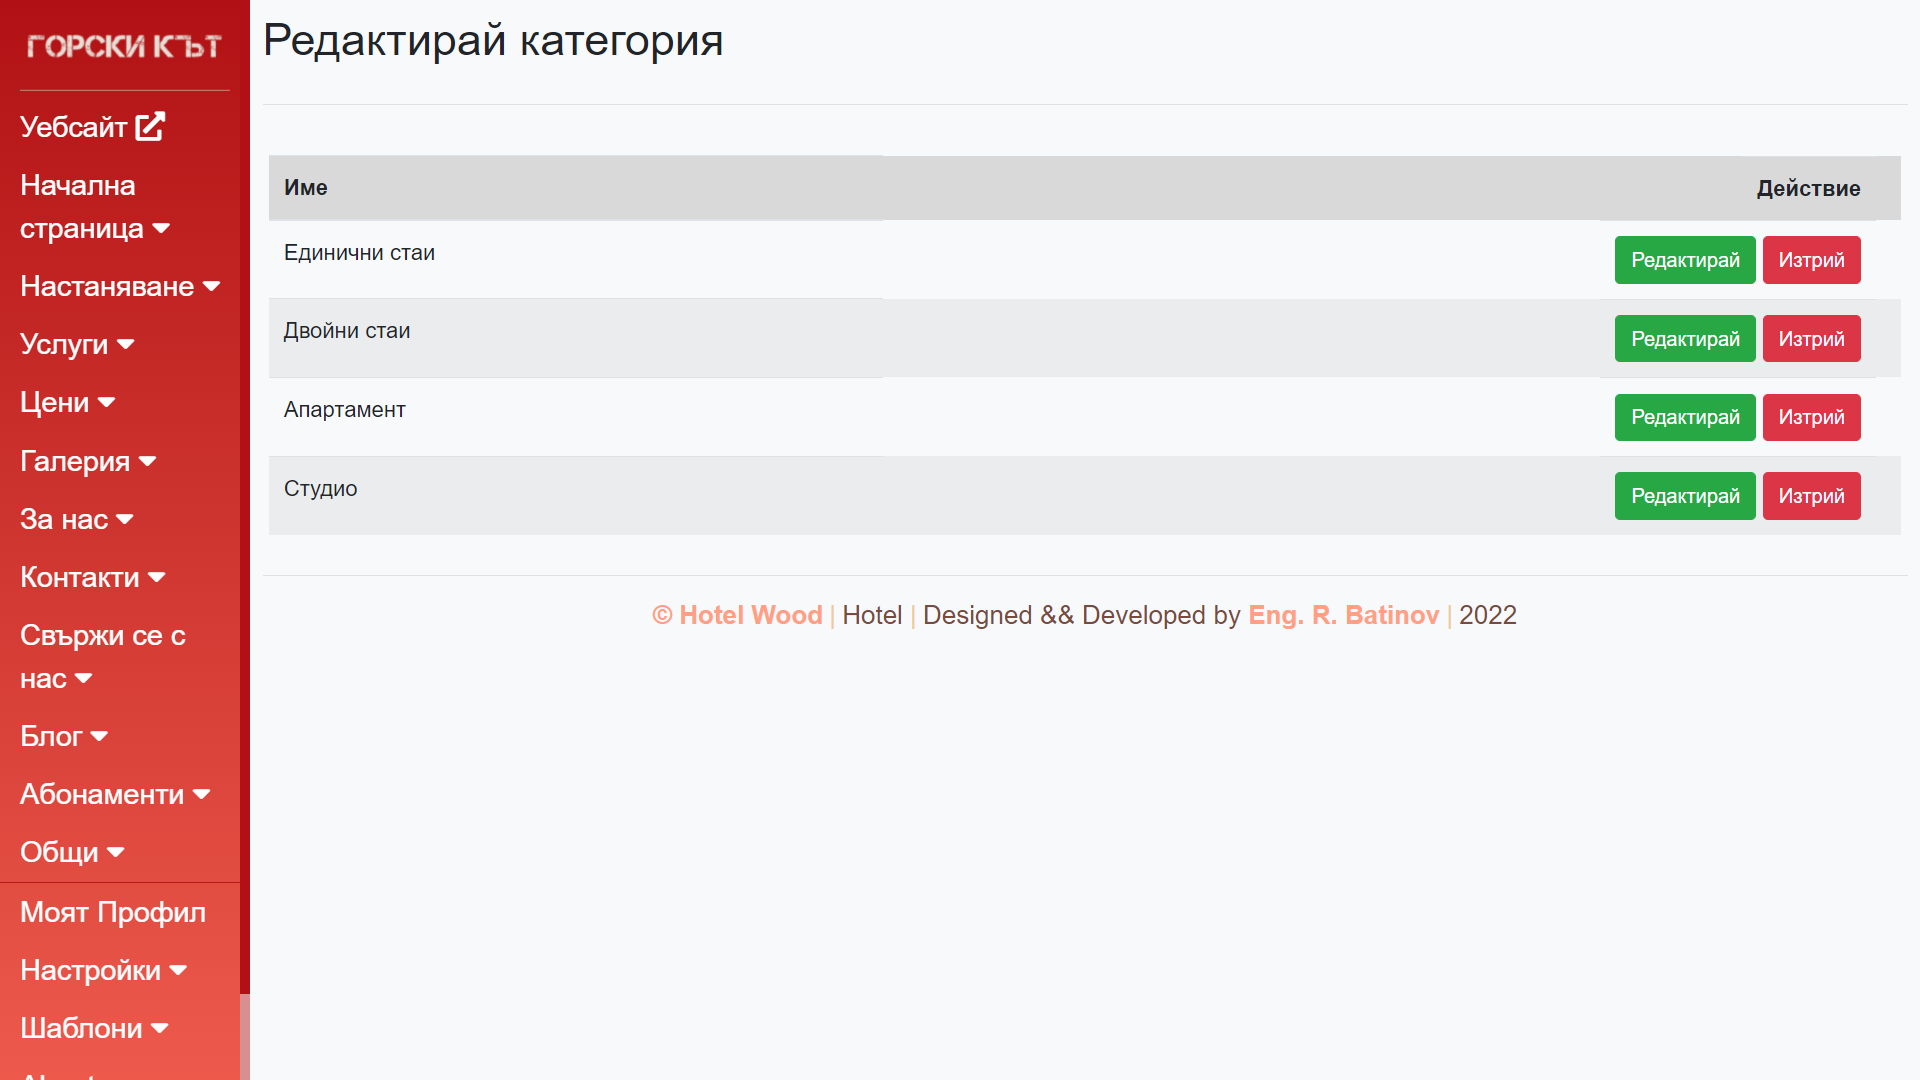 ГОРСКИ КЪТ
Уебсайт
Начална
страница
Настаняване
Услуги
Цени
Галерия
За нас
Контакти
Свържи се с
нас
Блог
Абонаменти
Общи
Моят Профил
Настройки
Шаблони
Редактирай категория
Име Действие
Единични стаи Редактирай Изтрий
Двойни стаи Редактирай Изтрий
Апартамент Редактирай Изтрий
Студио Редактирай Изтрий
© Hotel Wood | Hotel | Designed && Developed by Eng. R. Batinov | 2022